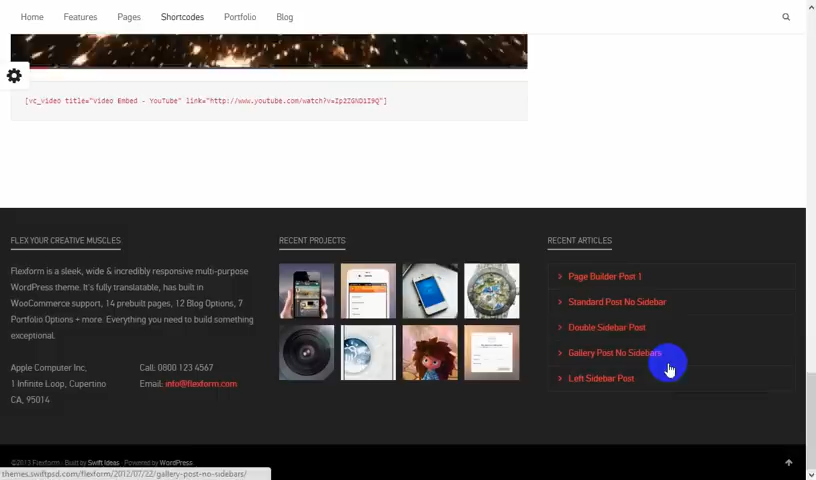 Home Features Pages Shortcodes Portfolio Blog
[vc_video title="Video Embed - YouTube" link="http://www.youtube.com/watch?v=Zp2ZGND1I9Q"]
FLEX YOUR CREATIVE MUSCLES
Flexform is a sleek, wide & incredibly responsive multi-purpose
WordPress theme. It's fully translatable, has built in
WooCommerce support, 14 prebuilt pages, 12 Blog Options, 7
Portfolio Options + more. Everything you need to build something
exceptional.
Apple Computer Inc,
1 Infinite Loop, Cupertino
CA, 95014
Call: 0800 123 4567
Email: info@flexform.com
RECENT PROJECTS
RECENT ARTICLES
Page Builder Post 1
Standard Post No Sidebar
Double Sidebar Post
Gallery Post No Sidebars
Left Sidebar Post
©2013 Flexform · Built by Swift Ideas · Powered by WordPress
themes.swiftpsd.com/flexform/2012/07/22/gallery-post-no-sidebars/